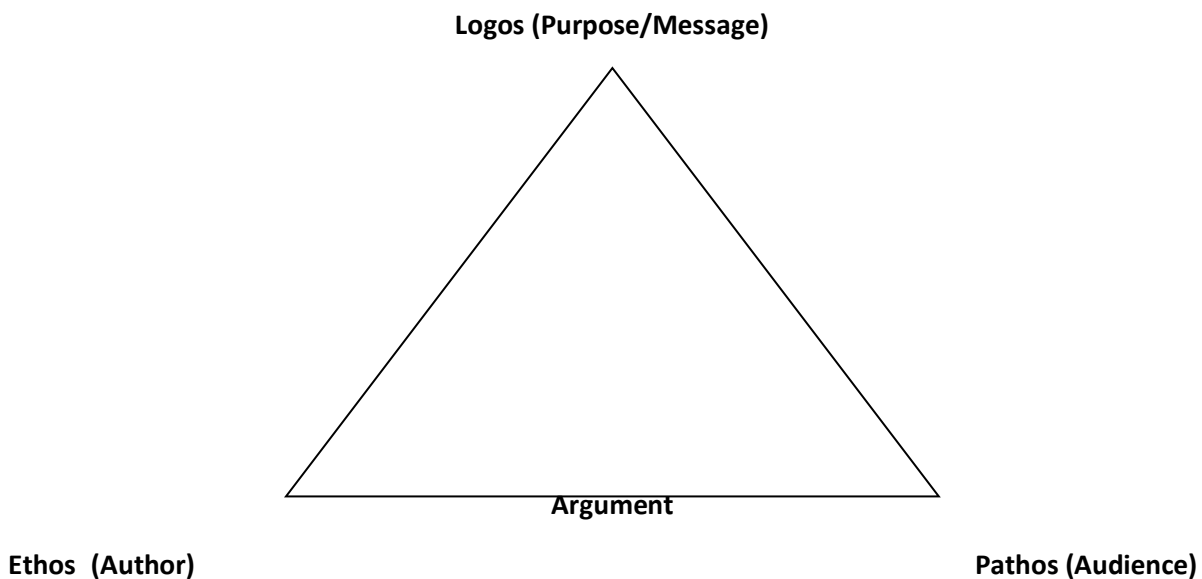 Logos (Purpose/Message)
Argument
Ethos  (Author)
Pathos (Audience)